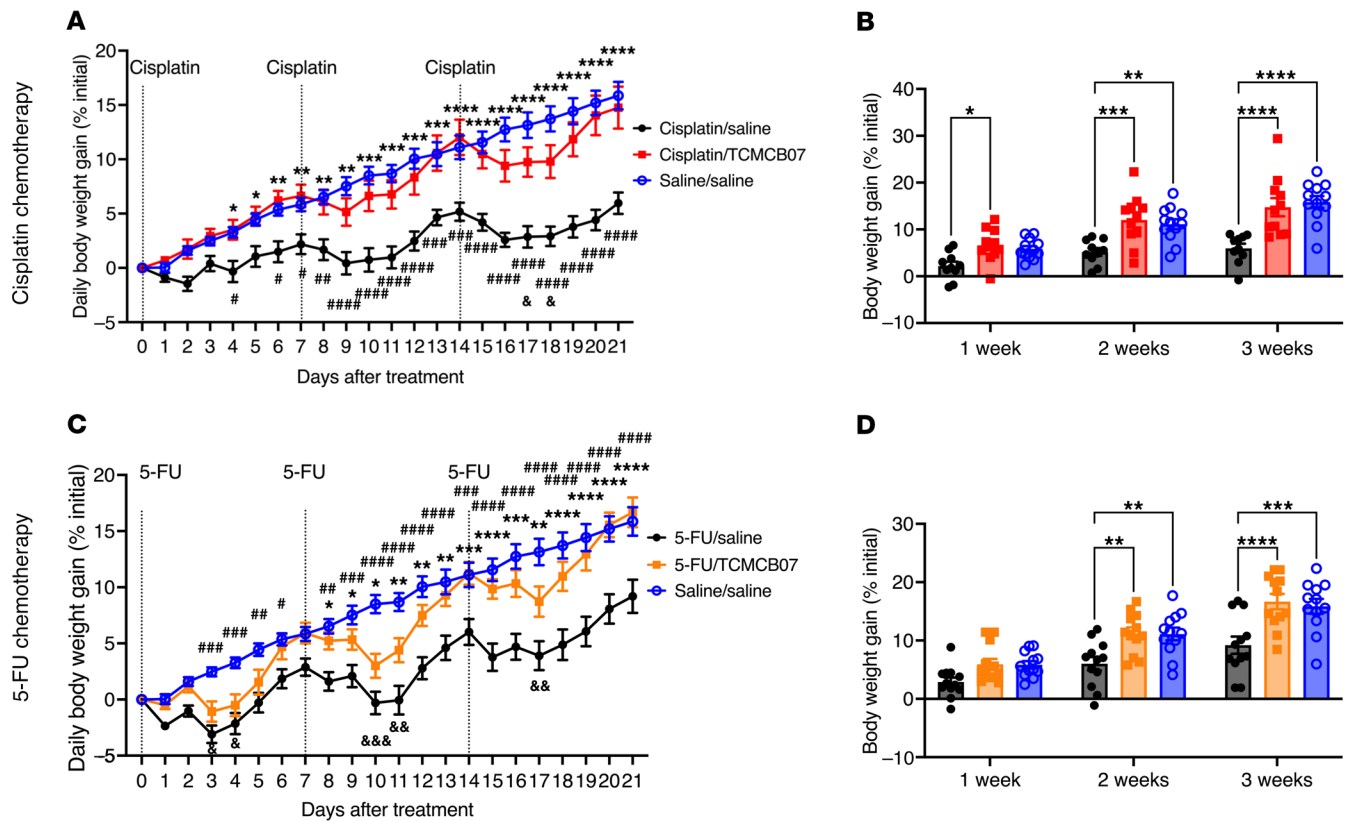 A
Cisplatin chemotherapy
Daily body weight gain (% initial)
20
15
10
5
0
–5
Cisplatin Cisplatin Cisplatin
* * ** ** ** ** *** *** *** *** **** **** **** **** **** **** **** ****
# # # ## #### #### #### #### ### ### #### #### #### #### #### #### ####
& &
0 1 2 3 4 5 6 7 8 9 10 11 12 13 14 15 16 17 18 19 20 21
Days after treatment
Cisplatin/saline
Cisplatin/TCMCB07
Saline/saline
B
Body weight gain (% initial)
40
30
20
10
0
–10
* *** ** **** ****
1 week 2 weeks 3 weeks
C
5-FU chemotherapy
Daily body weight gain (% initial)
20
15
10
5
0
–5
5-FU 5-FU 5-FU
### ### ## # ## ### #### #### #### #### ### #### #### #### #### #### #### ####
* * * ** ** ** *** **** *** ** **** **** **** ****
& & &&& && &&
0 1 2 3 4 5 6 7 8 9 10 11 12 13 14 15 16 17 18 19 20 21
Days after treatment
5-FU/saline
5-FU/TCMCB07
Saline/saline
D
Body weight gain (% initial)
30
20
10
0
–10
** ** **** ***
1 week 2 weeks 3 weeks